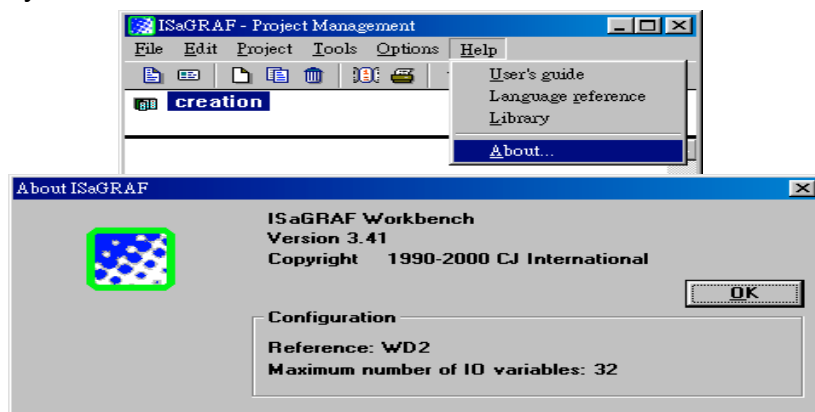 ISaGRAF - Project Management
File Edit Project Tools Options Help
User's guide
creation
Language reference
Library
About...
About ISaGRAF
ISaGRAF Workbench
Version 3.41
Copyright 1990-2000 CJ International
OK
Configuration
Reference: WD2
Maximum number of IO variables: 32